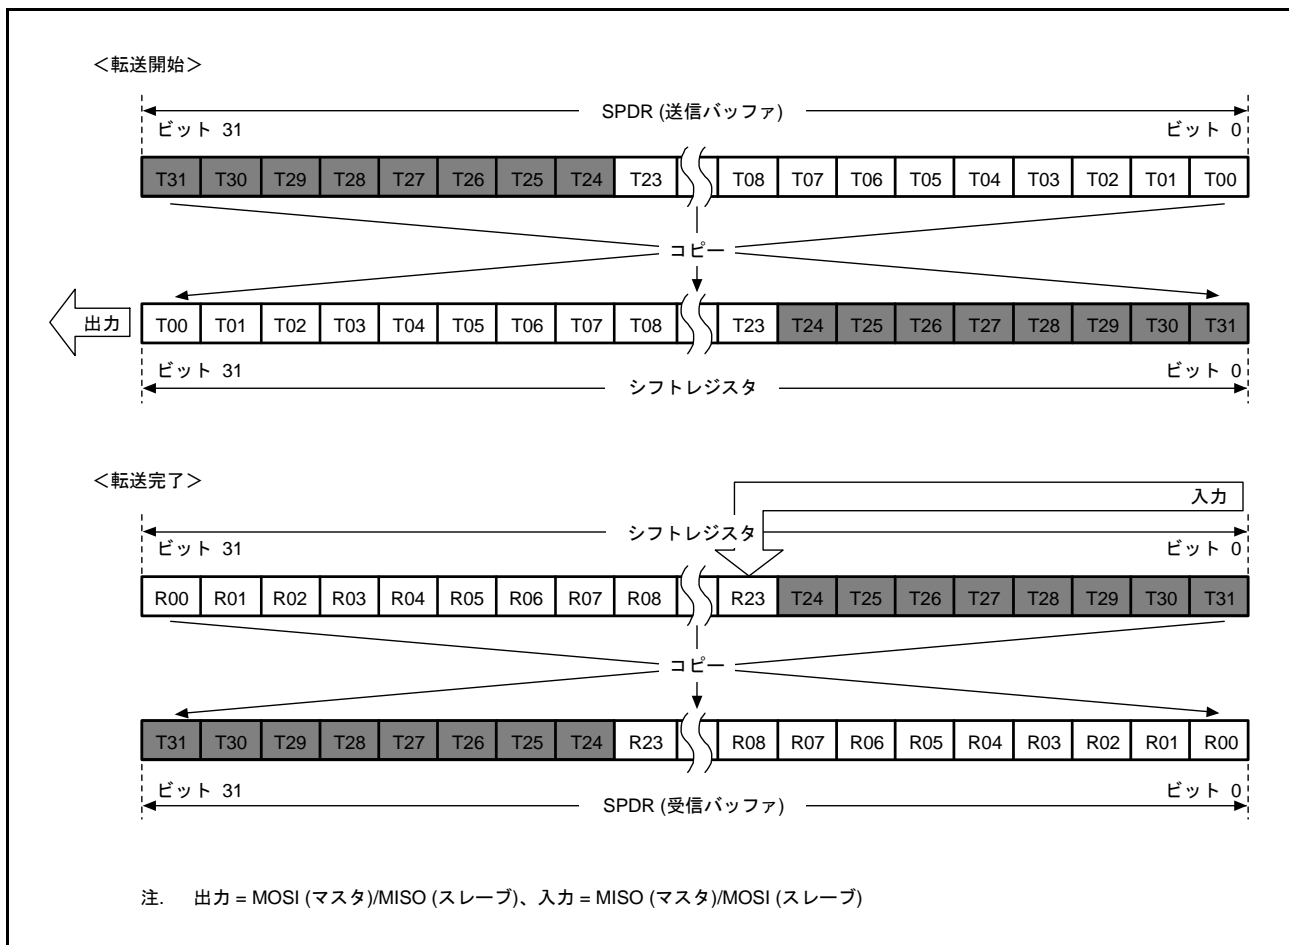 ＜転送開始＞
SPDR (送信バッファ)
ビット 31 ビット 0
T31 T30 T29 T28 T27 T26 T25 T24 T23 T08 T07 T06 T05 T04 T03 T02 T01 T00
コピー
出力 T00 T01 T02 T03 T04 T05 T06 T07 T08 T23 T24 T25 T26 T27 T28 T29 T30 T31
ビット 31 ビット 0
シフトレジスタ
＜転送完了＞
入力
シフトレジスタ
ビット 31 ビット 0
R00 R01 R02 R03 R04 R05 R06 R07 R08 R23 T24 T25 T26 T27 T28 T29 T30 T31
コピー
T31 T30 T29 T28 T27 T26 T25 T24 R23 R08 R07 R06 R05 R04 R03 R02 R01 R00
ビット 31 ビット 0
SPDR (受信バッファ)
注. 出力 = MOSI (マスタ)/MISO (スレーブ)、入力 = MISO (マスタ)/MOSI (スレーブ)